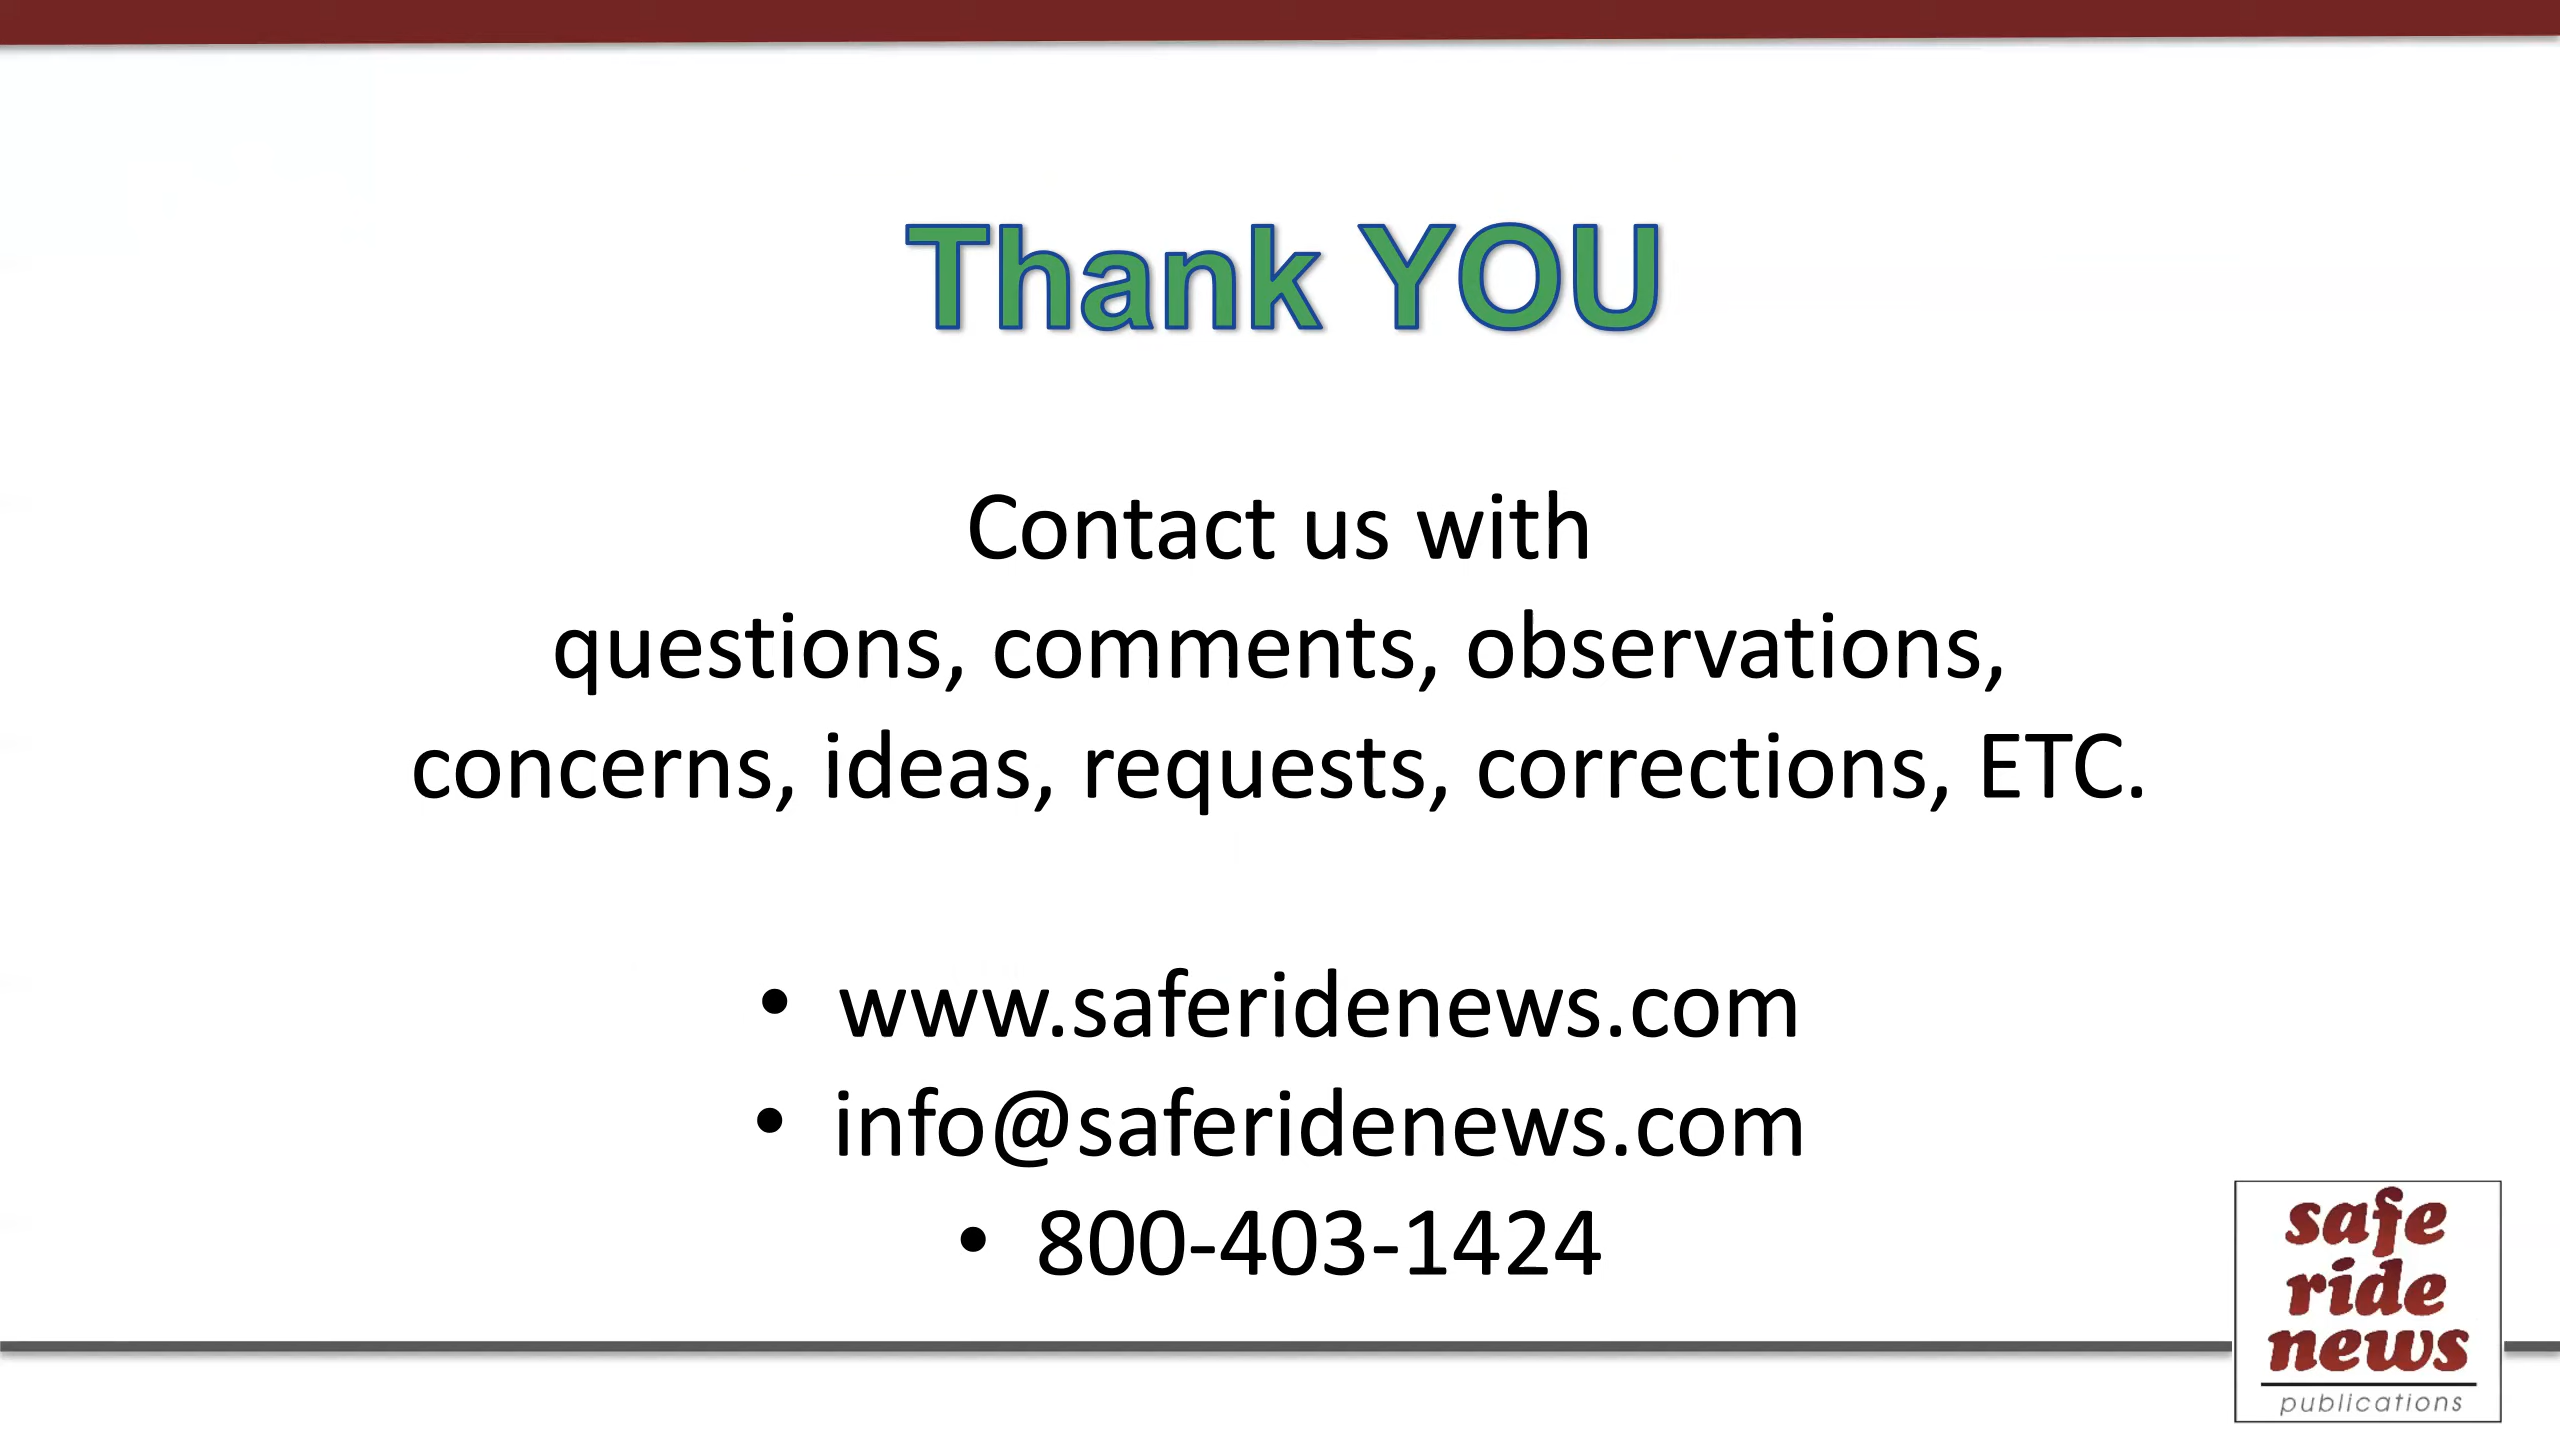 Thank YOU
Contact us with
questions, comments, observations,
concerns, ideas, requests, corrections, ETC.
• www.saferidenews.com
• info@saferidenews.com
• 800-403-1424
safe
ride
news
publications